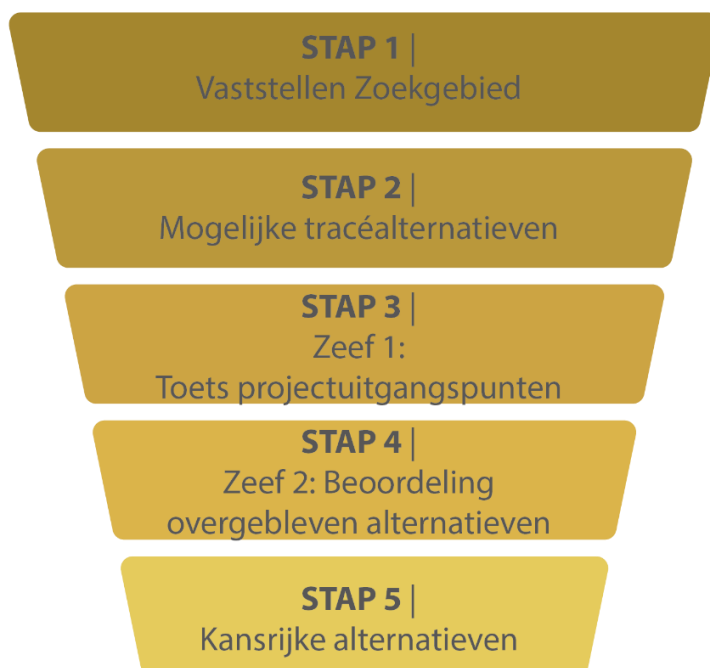 STAP 1 |
Vaststellen Zoekgebied
STAP 2 |
Mogelijke tracéalternatieven
STAP 3 |
Zeef 1:
Toets projectuitgangspunten
STAP 4 |
Zeef 2: Beoordeling
overgebleven alternatieven
STAP 5 |
Kansrijke alternatieven